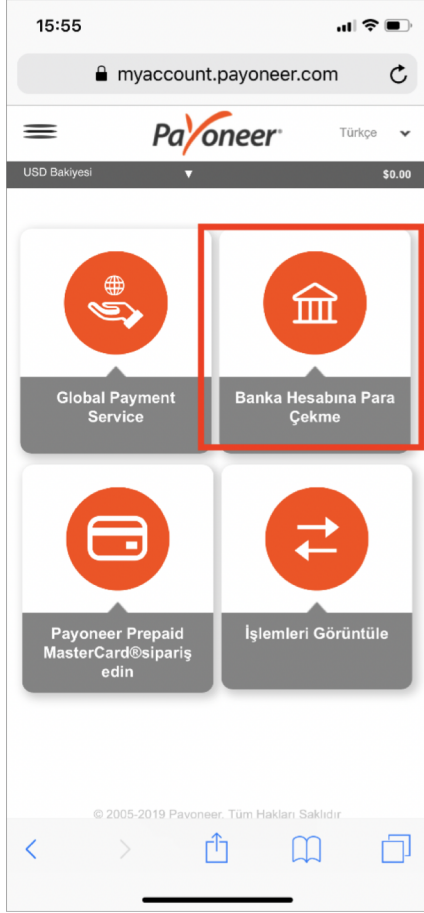 15:55
myaccount.payoneer.com
Payoneer
Türkçe
USD Bakiyesi
$0.00
Global Payment
Service
Banka Hesabına Para
Çekme
Payoneer Prepaid
MasterCard®sipariş
edin
İşlemleri Görüntüle
© 2005-2019 Payoneer, Tüm Hakları Saklıdır